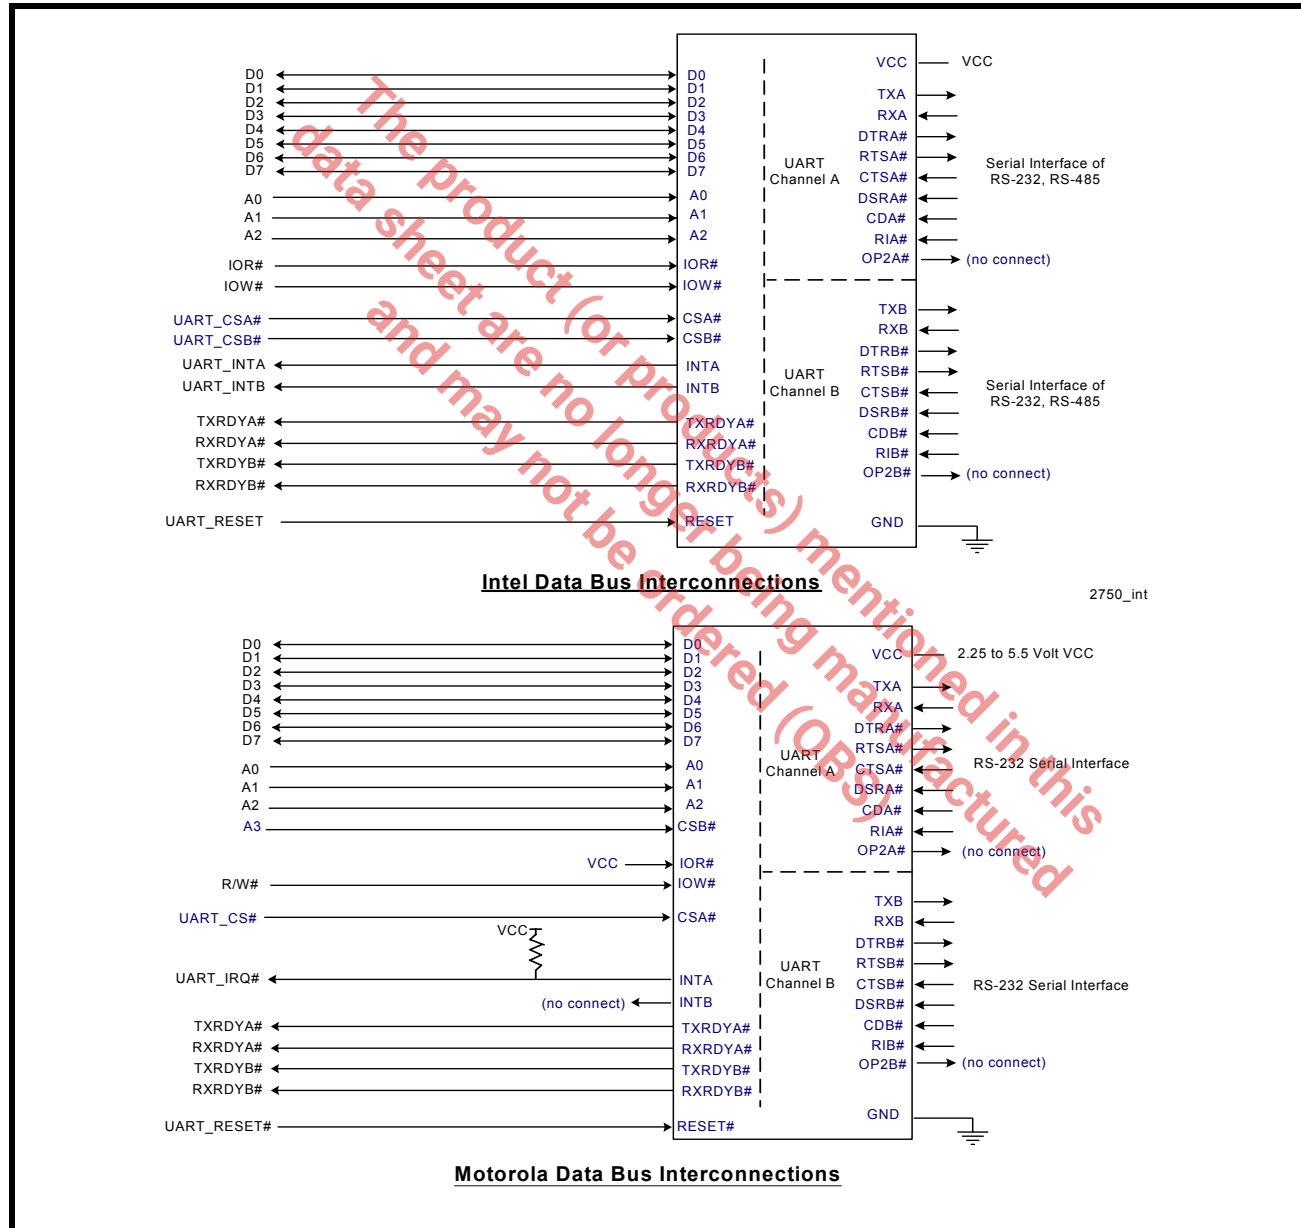 VCC VCC
D0 D0
D1 D1
D2 D2
D3 D3
D4 D4
D5 D5
D6 D6
D7 D7
TXA
RXA
DTRA#
RTSA#
CTSA#
DSRA#
CDA#
RIA#
OP2A# (no connect)
UART
Channel A
Serial Interface of
RS-232, RS-485
A0 A0
A1 A1
A2 A2
IOR# IOR#
IOW# IOW#
UART_CSA# CSA#
UART_CSB# CSB#
UART_INTA INTA
UART_INTB INTB
TXRDYA# TXRDYA#
RXRDYA# RXRDYA#
TXRDYB# TXRDYB#
RXRDYB# RXRDYB#
UART_RESET RESET
TXB
RXB
DTRB#
RTSB#
CTSB#
DSRB#
CDB#
RIB#
OP2B# (no connect)
UART
Channel B
Serial Interface of
RS-232, RS-485
GND
Intel Data Bus Interconnections
2750_int
VCC 2.25 to 5.5 Volt VCC
D0 D0
D1 D1
D2 D2
D3 D3
D4 D4
D5 D5
D6 D6
D7 D7
TXA
RXA
DTRA#
RTSA#
CTSA#
DSRA#
CDA#
RIA#
OP2A# (no connect)
UART
Channel A
RS-232 Serial Interface
A0 A0
A1 A1
A2 A2
A3 CSB#
VCC IOR#
R/W# IOW#
UART_CS# CSA#
VCC
UART_IRQ# INTA
(no connect) INTB
TXRDYA# TXRDYA#
RXRDYA# RXRDYA#
TXRDYB# TXRDYB#
RXRDYB# RXRDYB#
UART_RESET# RESET#
TXB
RXB
DTRB#
RTSB#
CTSB#
DSRB#
CDB#
RIB#
OP2B# (no connect)
UART
Channel B
RS-232 Serial Interface
GND
Motorola Data Bus Interconnections
The product (or products) mentioned in this
data sheet are no longer being manufactured
and may not be ordered (OBS)